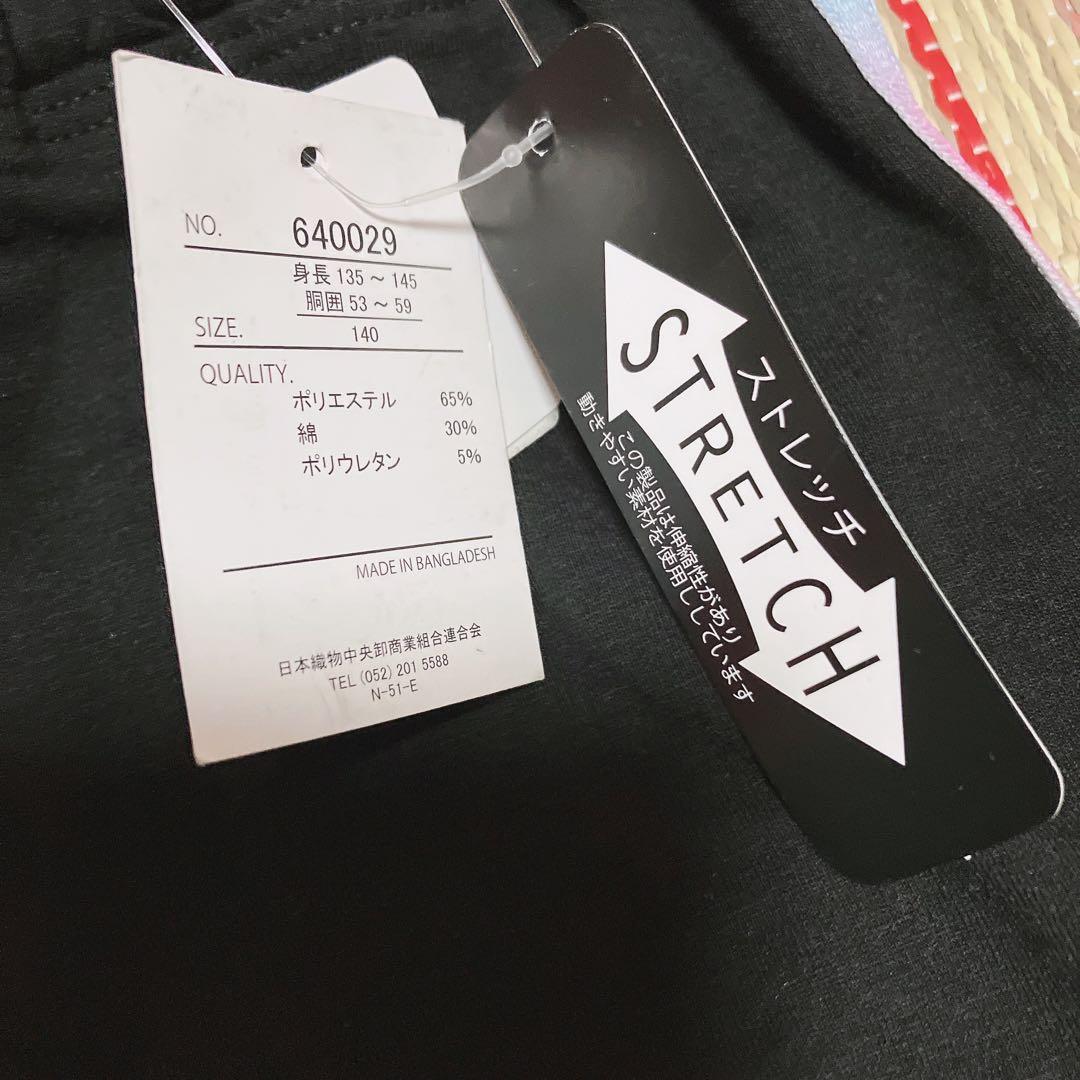 NO. 640029
身長 135 ~ 145
胴囲 53 ~ 59
SIZE. 140
QUALITY.
ポリエステル 65%
綿 30%
ポリウレタン 5%
MADE IN BANGLADESH
日本織物中央卸商業組合連合会
TEL (052) 201 5588
N-51-E
ストレッチ
STRETCH
この製品は伸縮性があり
動きやすい素材を使用ししています